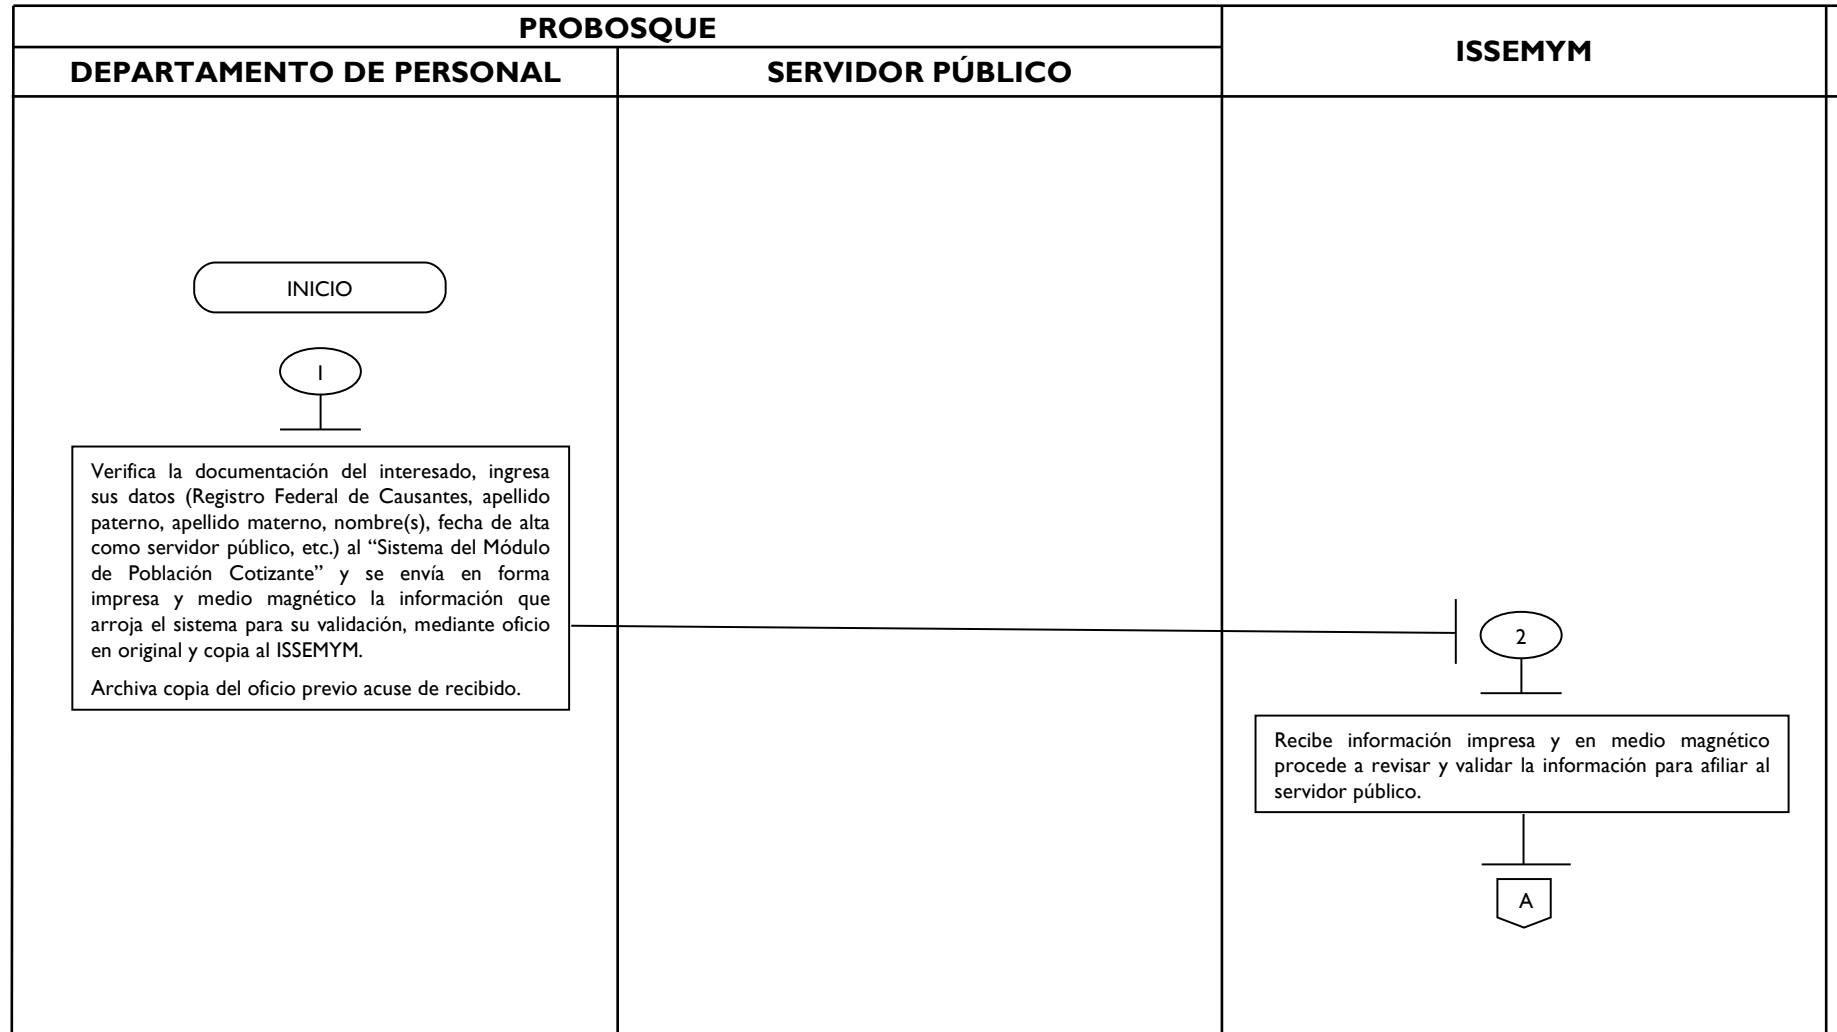 PROBOSQUE
ISSEMYM
DEPARTAMENTO DE PERSONAL
SERVIDOR PÚBLICO
INICIO
1
Verifica la documentación del interesado, ingresa
sus datos (Registro Federal de Causantes, apellido
paterno, apellido materno, nombre(s), fecha de alta
como servidor público, etc.) al “Sistema del Módulo
de Población Cotizante” y se envía en forma
impresa y medio magnético la información que
arroja el sistema para su validación, mediante oficio
en original y copia al ISSEMYM.
Archiva copia del oficio previo acuse de recibido.
2
Recibe información impresa y en medio magnético
procede a revisar y validar la información para afiliar al
servidor público.
A